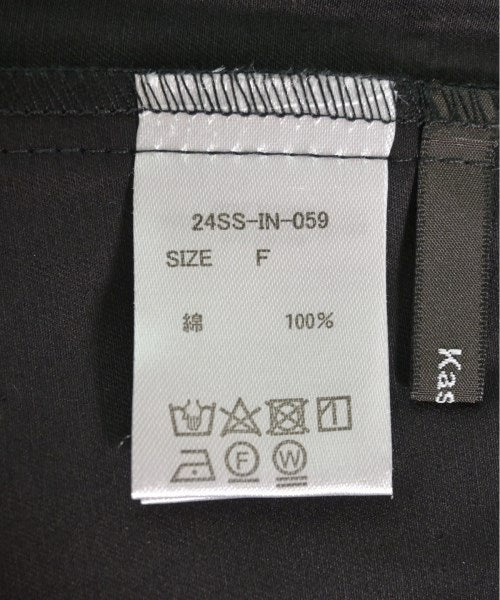 24SS-IN-059
SIZE F
綿 100%
F W
Kas